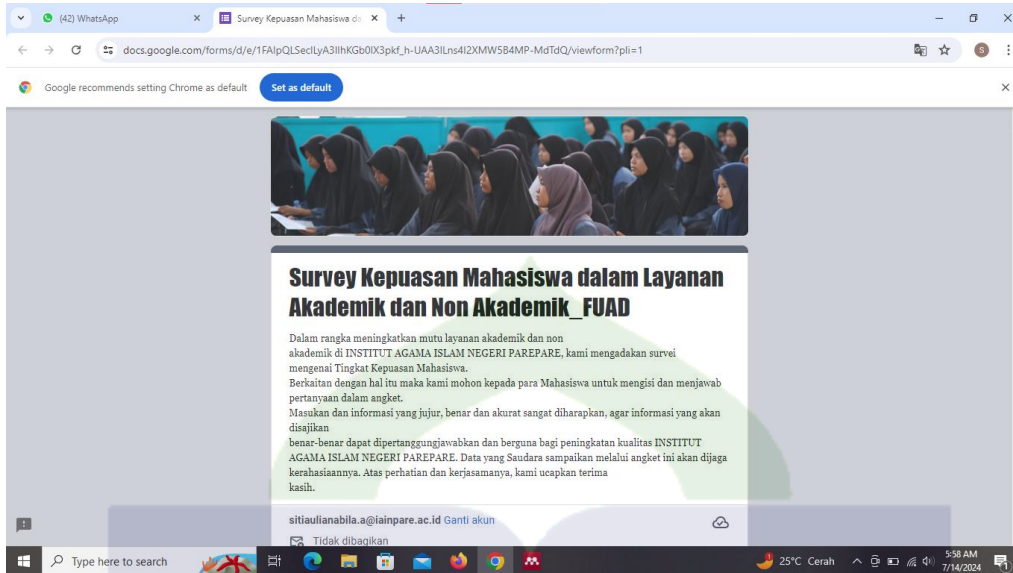 (42) WhatsApp
Survey Kepuasan Mahasiswa da
docs.google.com/forms/d/e/
viewform?pli=1
S
Google recommends setting Chrome as default
Set as default
Survey Kepuasan Mahasiswa dalam Layanan
Akademik dan Non Akademik_FUAD
Dalam rangka meningkatkan mutu layanan akademik dan non
akademik di INSTITUT AGAMA ISLAM NEGERI PAREPARE, kami mengadakan survei
mengenai Tingkat Kepuasan Mahasiswa.
Berkaitan dengan hal itu maka kami mohon kepada para Mahasiswa untuk mengisi dan menjawab
pertanyaan dalam angket.
Masukan dan informasi yang jujur, benar dan akurat sangat diharapkan, agar informasi yang akan
disajikan
benar-benar dapat dipertanggungjawabkan dan berguna bagi peningkatan kualitas INSTITUT
AGAMA ISLAM NEGERI PAREPARE. Data yang Saudara sampaikan melalui angket ini akan dijaga
kerahasiaannya. Atas perhatian dan kerjasamanya, kami ucapkan terima
kasih.
sitiaulianabila.a@iainpare.ac.id Ganti akun
Tidak dibagikan
Type here to search
25°C Cerah
5:58 AM
7/14/2024